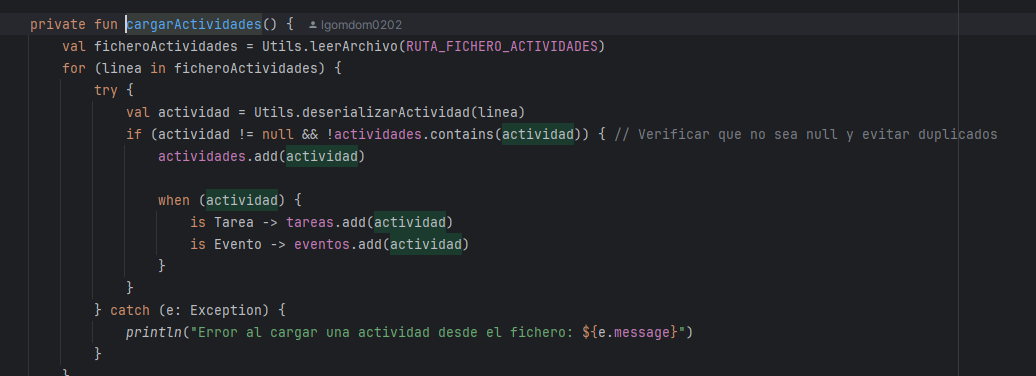 private fun cargarActividades() { lgomdom0202
val ficheroActividades = Utils.leerArchivo(RUTA_FICHERO_ACTIVIDADES)
for (linea in ficheroActividades) {
try {
val actividad = Utils.deserializarActividad(linea)
if (actividad != null && !actividades.contains(actividad)) { // Verificar que no sea null y evitar duplicados
actividades.add(actividad)
when (actividad) {
is Tarea -> tareas.add(actividad)
is Evento -> eventos.add(actividad)
}
}
} catch (e: Exception) {
println("Error al cargar una actividad desde el fichero: ${e.message}")
}
}